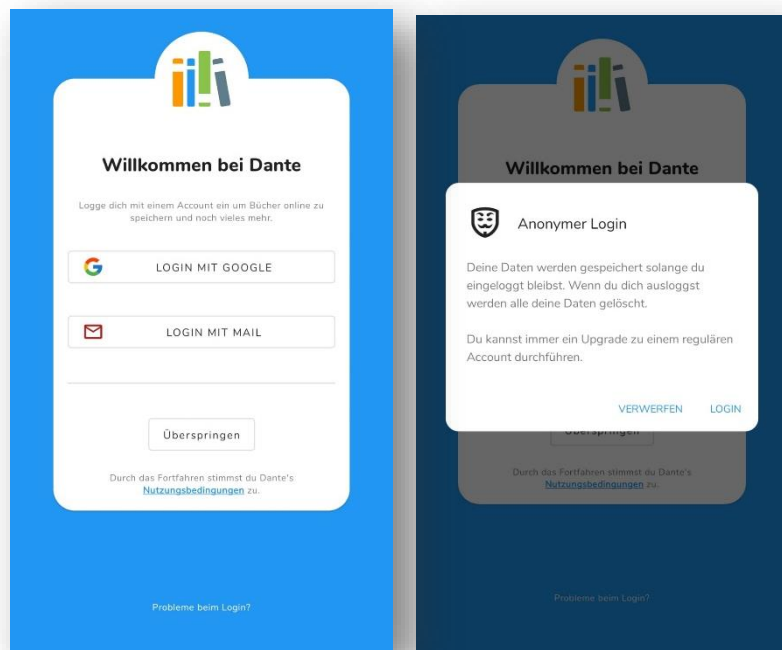 Willkommen bei Dante
Logge dich mit einem Account ein um Bücher online zu
speichern und noch vieles mehr.
LOGIN MIT GOOGLE
LOGIN MIT MAIL
Überspringen
Durch das Fortfahren stimmst du Dante's
Nutzungsbedingungen zu.
Probleme beim Login?
Willkommen bei Dante
Anonymer Login
Deine Daten werden gespeichert solange du
eingeloggt bleibst. Wenn du dich ausloggst
werden alle deine Daten gelöscht.
Du kannst immer ein Upgrade zu einem regulären
Account durchführen.
VERWERFEN LOGIN
Überspringen
Durch das Fortfahren stimmst du Dante's
Nutzungsbedingungen zu.
Probleme beim Login?